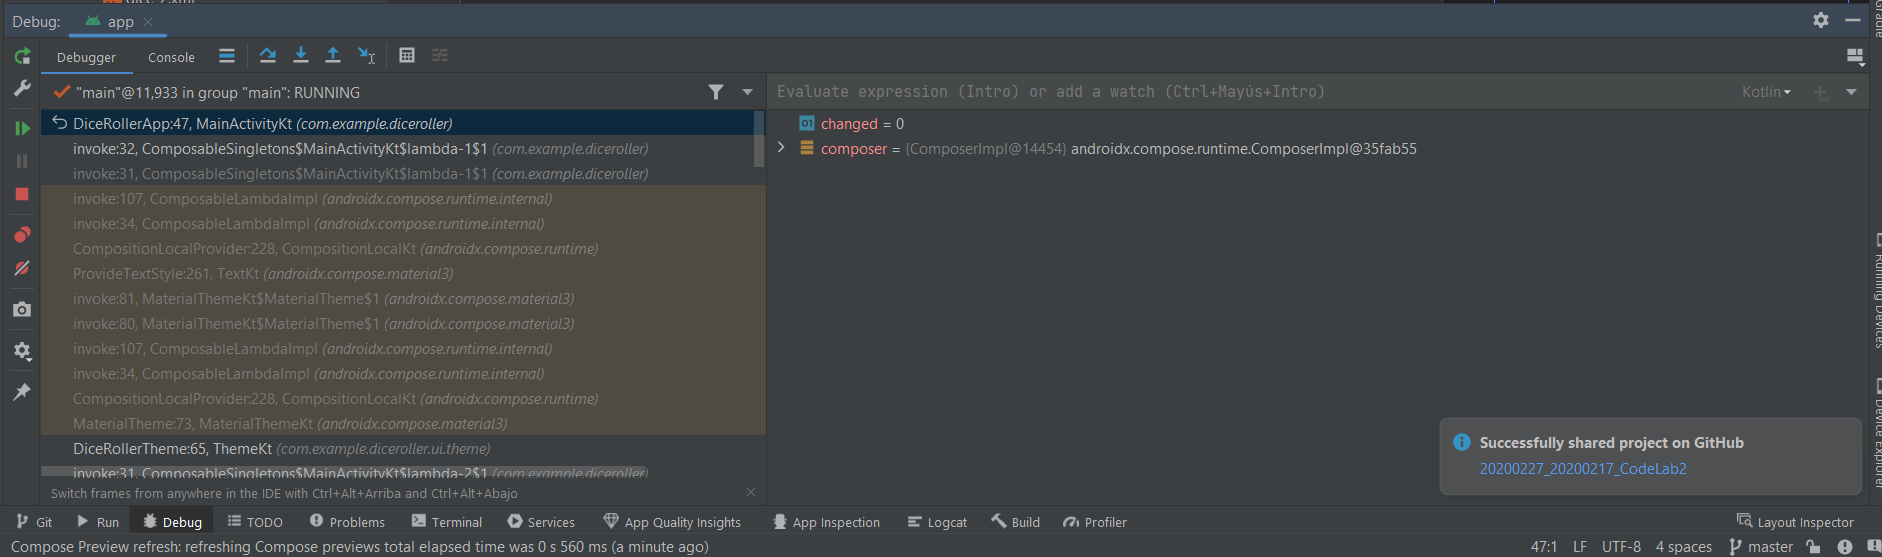 Debug: app
Debugger Console
"main"@11,933 in group "main": RUNNING
Evaluate expression (Intro) or add a watch (Ctrl+Mayús+Intro) Kotlin
DiceRollerApp:47, MainActivityKt (com.example.diceroller)
invoke:32, ComposableSingletons$MainActivityKt$lambda-1$1 (com.example.diceroller)
invoke:31, ComposableSingletons$MainActivityKt$lambda-1$1 (com.example.diceroller)
invoke:107, ComposableLambdaImpl (androidx.compose.runtime.internal)
invoke:34, ComposableLambdaImpl (androidx.compose.runtime.internal)
CompositionLocalProvider:228, CompositionLocalKt (androidx.compose.runtime)
ProvideTextStyle:261, TextKt (androidx.compose.material3)
invoke:81, MaterialThemeKt$MaterialTheme$1 (androidx.compose.material3)
invoke:80, MaterialThemeKt$MaterialTheme$1 (androidx.compose.material3)
invoke:107, ComposableLambdaImpl (androidx.compose.runtime.internal)
invoke:34, ComposableLambdaImpl (androidx.compose.runtime.internal)
CompositionLocalProvider:228, CompositionLocalKt (androidx.compose.runtime)
MaterialTheme:73, MaterialThemeKt (androidx.compose.material3)
DiceRollerTheme:65, ThemeKt (com.example.diceroller.ui.theme)
invoke:31, ComposableSingletons$MainActivityKt$lambda-2$1 (com.example.diceroller)
Switch frames from anywhere in the IDE with Ctrl+Alt+Arriba and Ctrl+Alt+Abajo
01 changed = 0
composer = {ComposerImpl@14454} androidx.compose.runtime.ComposerImpl@35fab55
Successfully shared project on GitHub
20200227_20200217_CodeLab2
Gradle
Running Devices
Device Explorer
Git Run Debug TODO Problems Terminal Services App Quality Insights App Inspection Logcat Build Profiler Layout Inspector
Compose Preview refresh: refreshing Compose previews total elapsed time was 0 s 560 ms (a minute ago) 47:1 LF UTF-8 4 spaces master